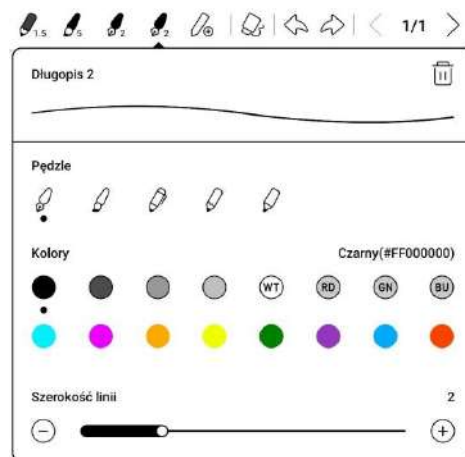 1.5 5 2 2 1/1
Długopis 2
Pędzle
Kolory Czarny(#FF000000)
WT RD GN BU
Szerokość linii 2